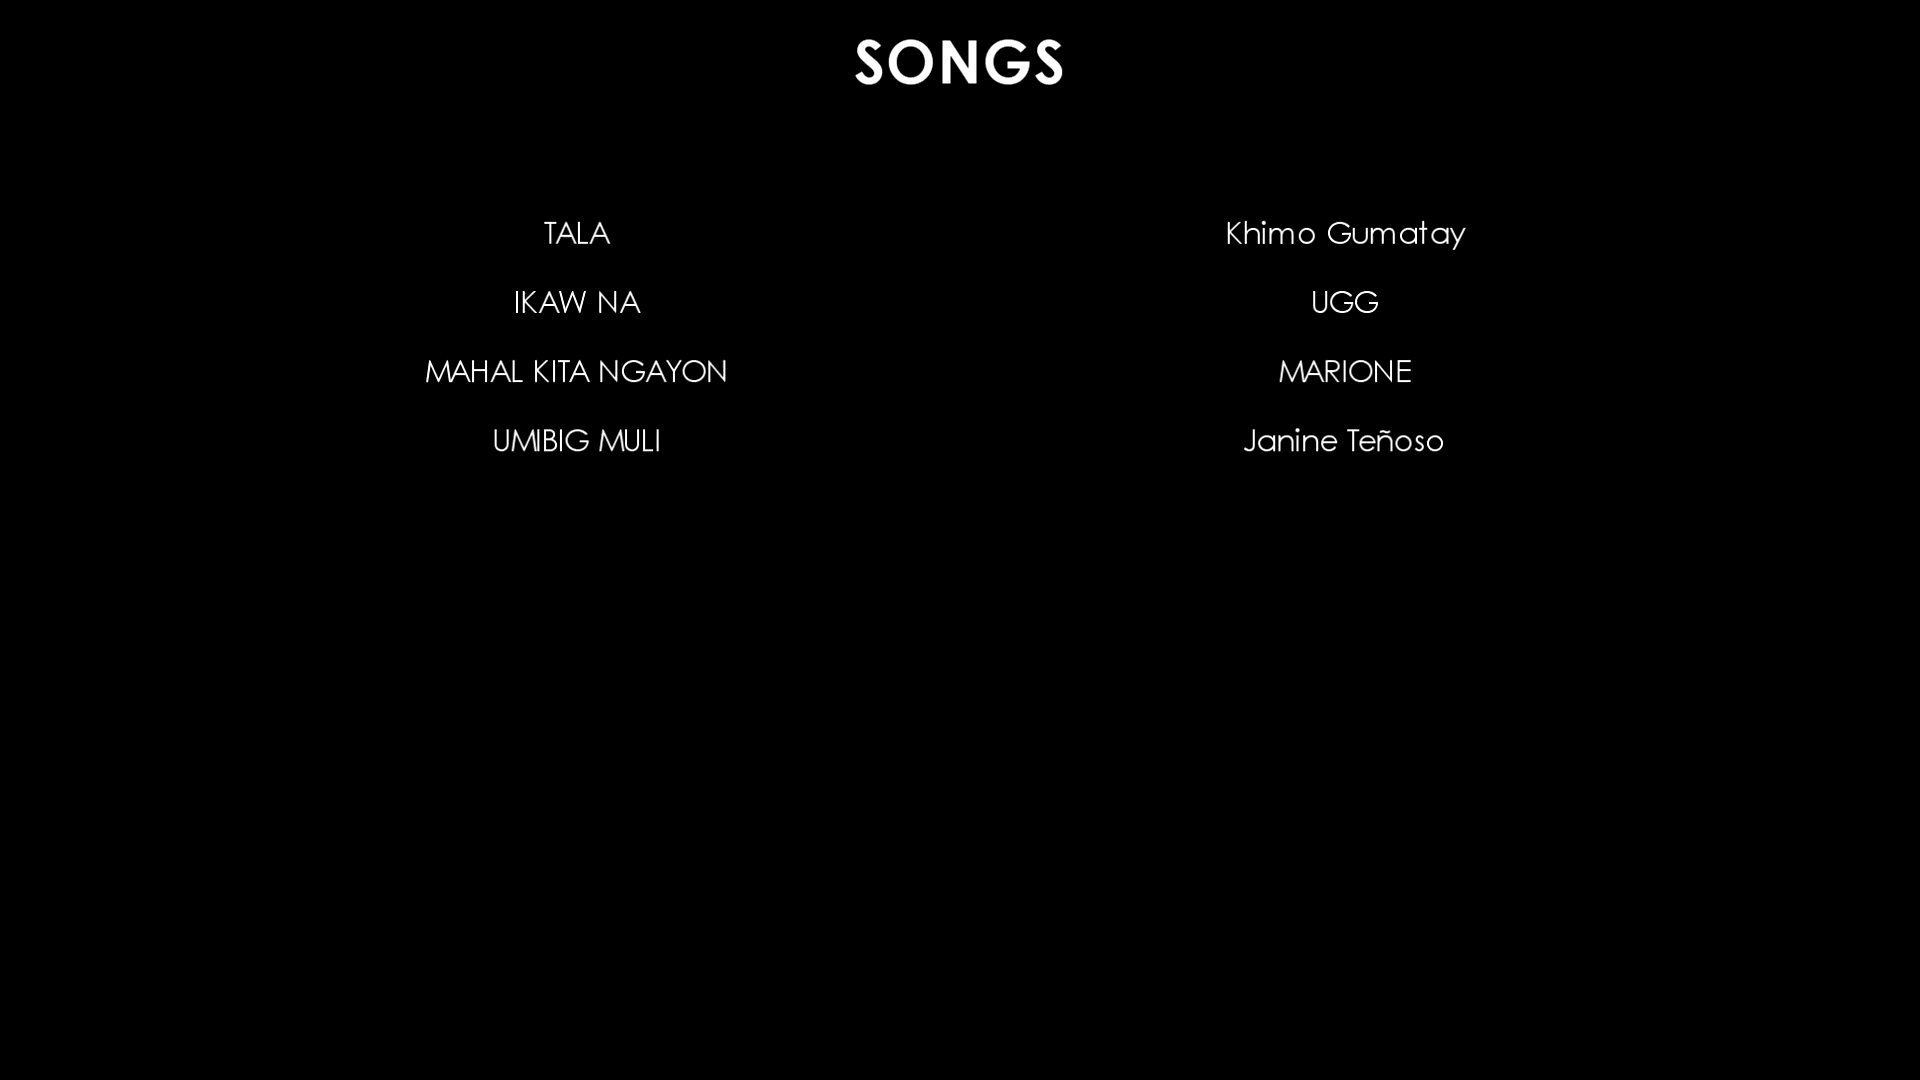 SONGS
TALA Khimo Gumatay
IKAW NA UGG
MAHAL KITA NGAYON MARIONE
UMIBIG MULI Janine Teñoso